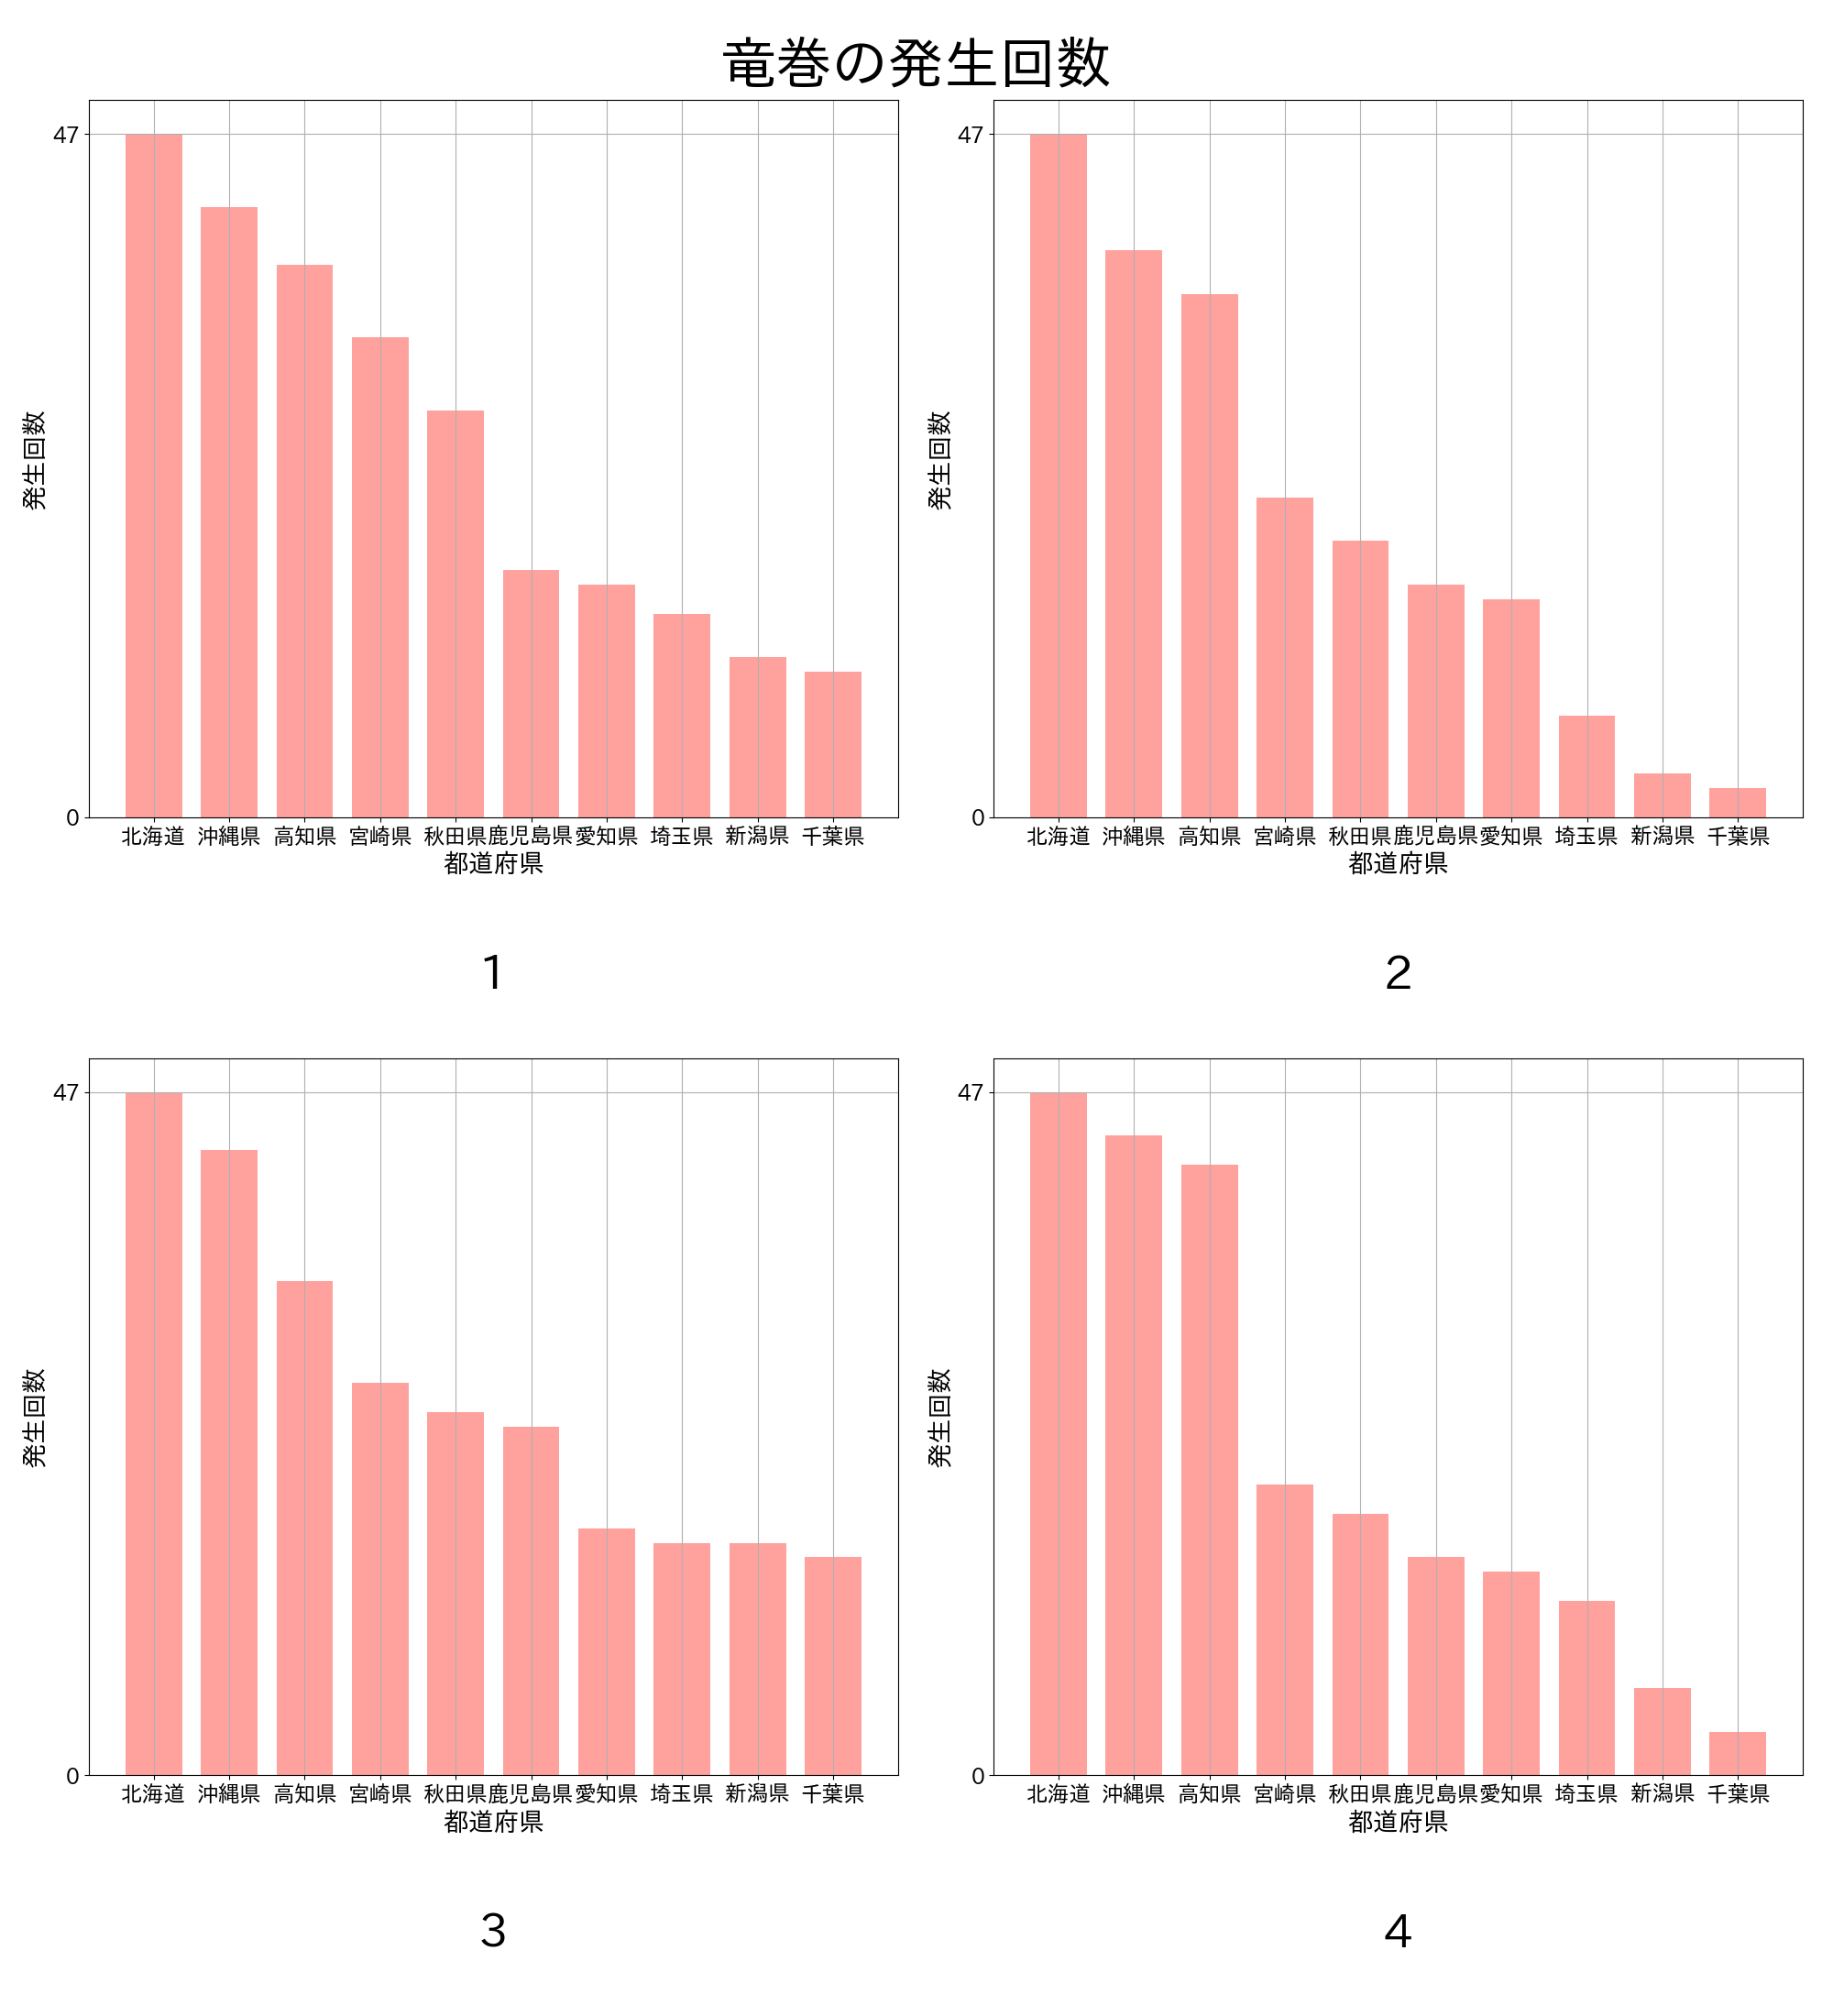 竜巻の発生回数
47
0
発生回数
北海道 沖縄県 高知県 宮崎県 秋田県 鹿児島県 愛知県 埼玉県 新潟県 千葉県
都道府県
1
47
0
発生回数
北海道 沖縄県 高知県 宮崎県 秋田県 鹿児島県 愛知県 埼玉県 新潟県 千葉県
都道府県
2
47
0
発生回数
北海道 沖縄県 高知県 宮崎県 秋田県 鹿児島県 愛知県 埼玉県 新潟県 千葉県
都道府県
3
47
0
発生回数
北海道 沖縄県 高知県 宮崎県 秋田県 鹿児島県 愛知県 埼玉県 新潟県 千葉県
都道府県
4